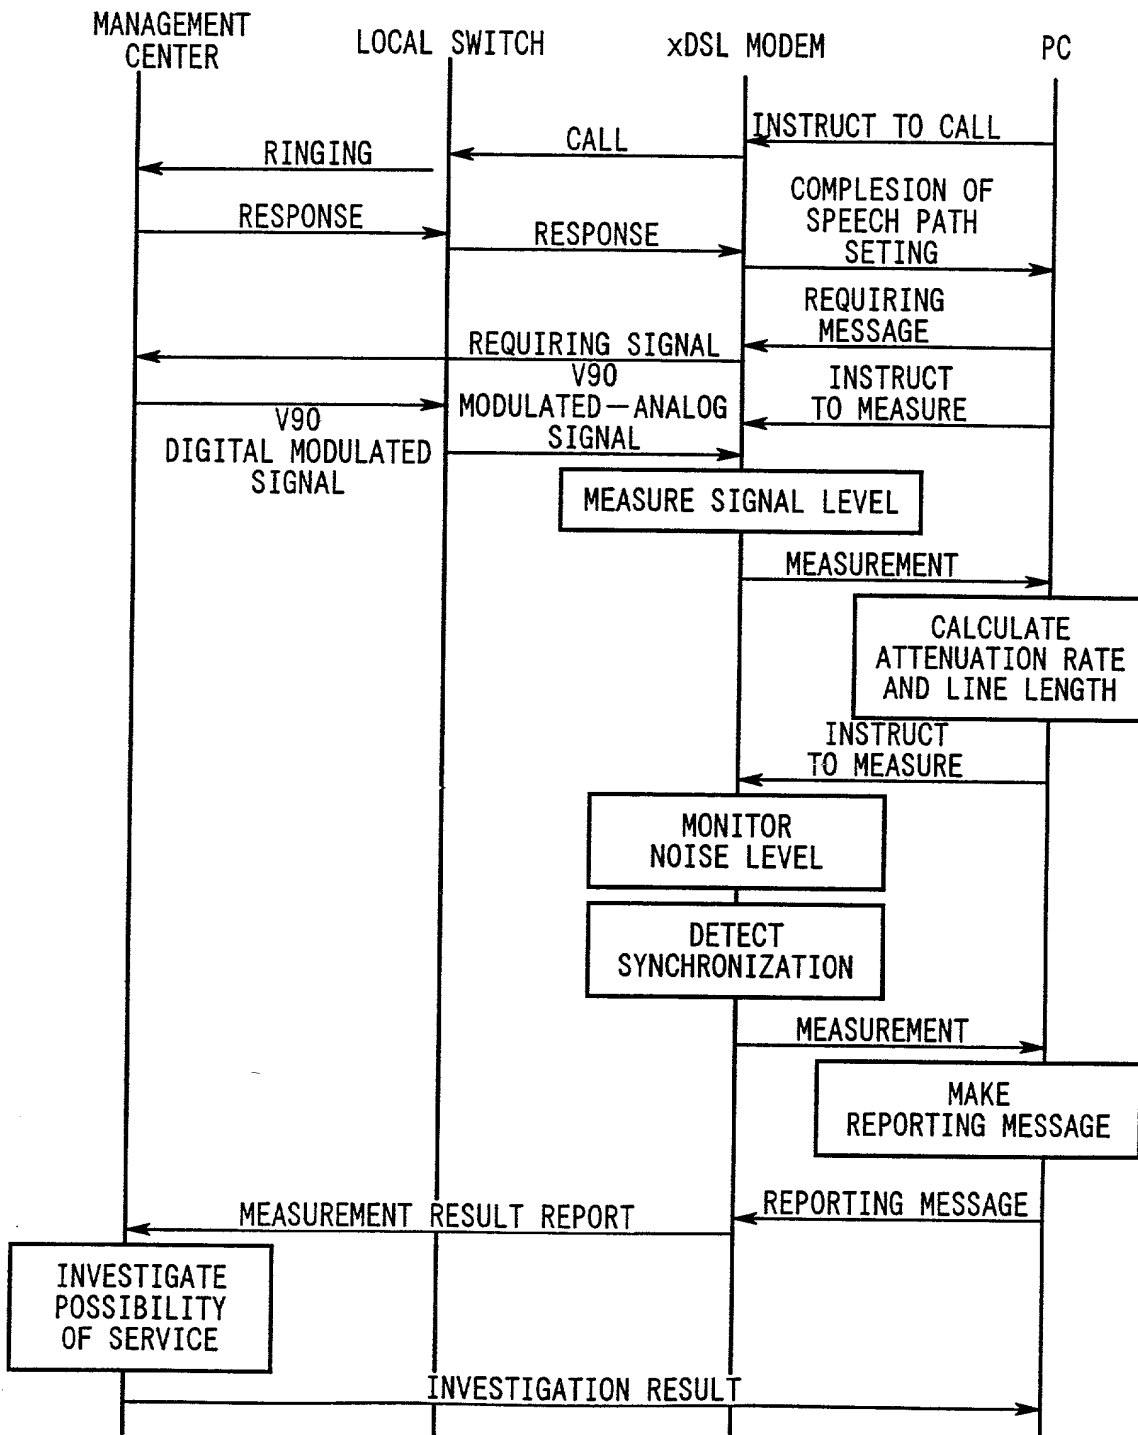 MANAGEMENT
CENTER
LOCAL SWITCH
xDSL MODEM
PC
INSTRUCT TO CALL
CALL
RINGING
COMPLESION OF
SPEECH PATH
SETING
RESPONSE
RESPONSE
REQUIRING
MESSAGE
REQUIRING SIGNAL
INSTRUCT
TO MEASURE
V90
MODULATED—ANALOG
SIGNAL
V90
DIGITAL MODULATED
SIGNAL
MEASURE SIGNAL LEVEL
MEASUREMENT
CALCULATE
ATTENUATION RATE
AND LINE LENGTH
INSTRUCT
TO MEASURE
MONITOR
NOISE LEVEL
DETECT
SYNCHRONIZATION
MEASUREMENT
MAKE
REPORTING MESSAGE
REPORTING MESSAGE
MEASUREMENT RESULT REPORT
INVESTIGATE
POSSIBILITY
OF SERVICE
INVESTIGATION RESULT